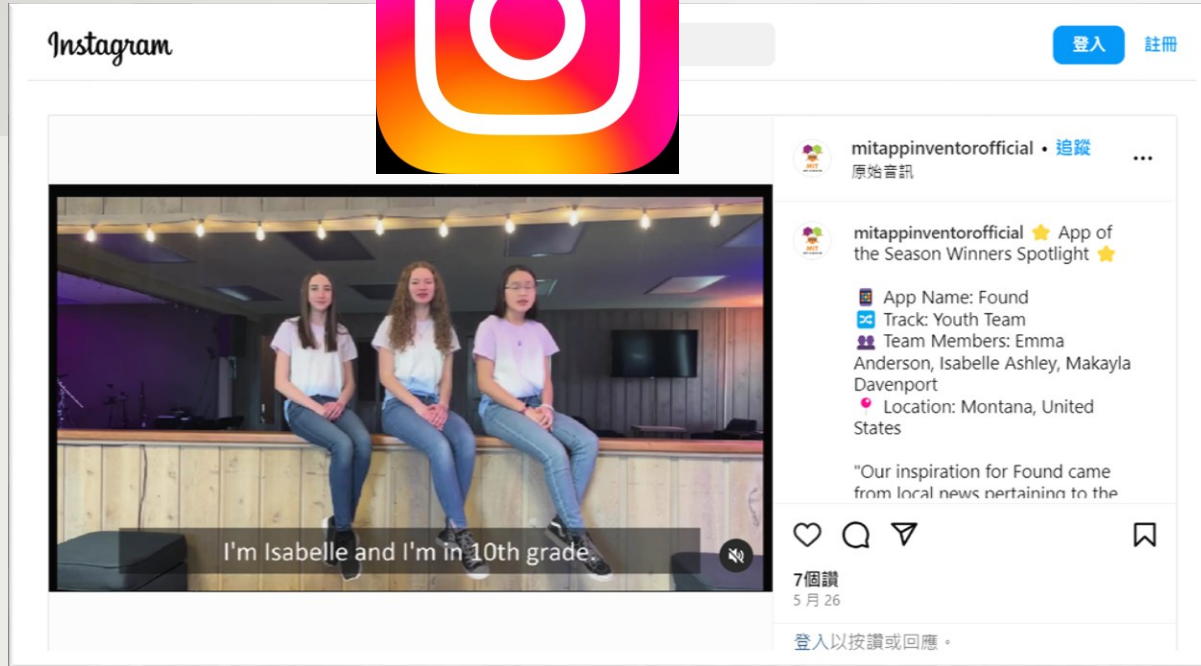 Instagram
登入
註冊
mitappinventorofficial • 追蹤
原始音訊
mitappinventorofficial ⭐ App of
the Season Winners Spotlight ⭐
App Name: Found
Track: Youth Team
Team Members: Emma
Anderson, Isabelle Ashley, Makayla
Davenport
Location: Montana, United
States
"Our inspiration for Found came
from local news pertaining to the
I'm Isabelle and I'm in 10th grade.
7個讚
5 月 26
登入以按讚或回應。